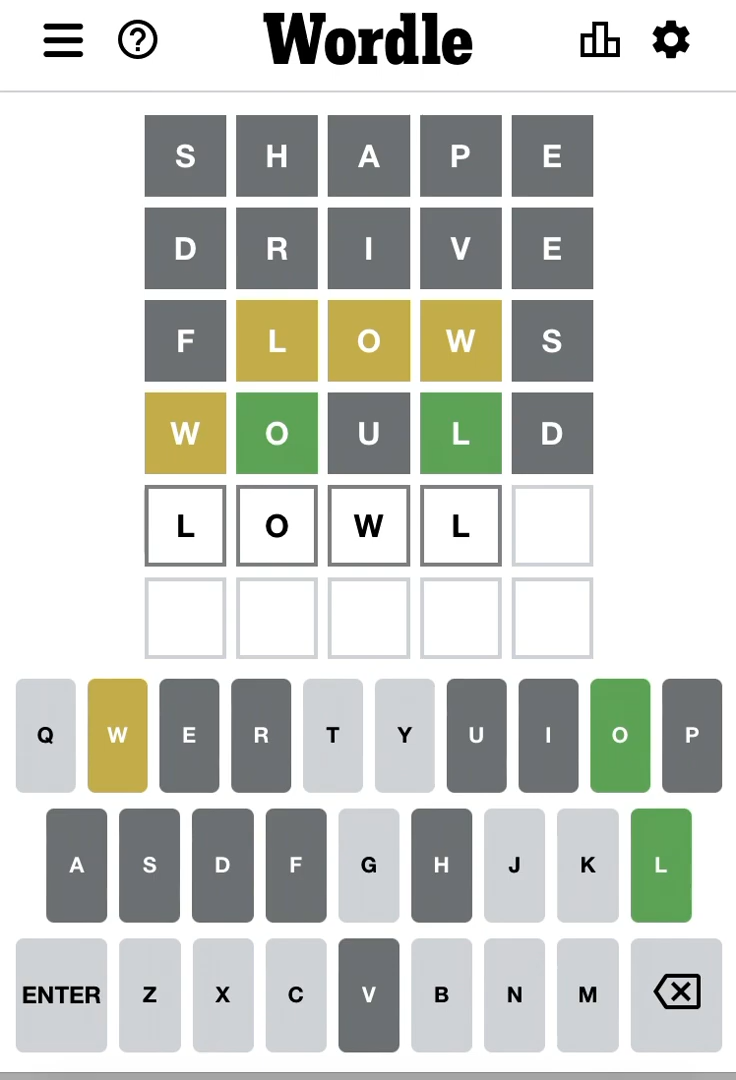 Wordle
S H A P E
D R I V E
F L O W S
W O U L D
L O W L
Q W E R T Y U I O P
A S D F G H J K L
ENTER Z X C V B N M